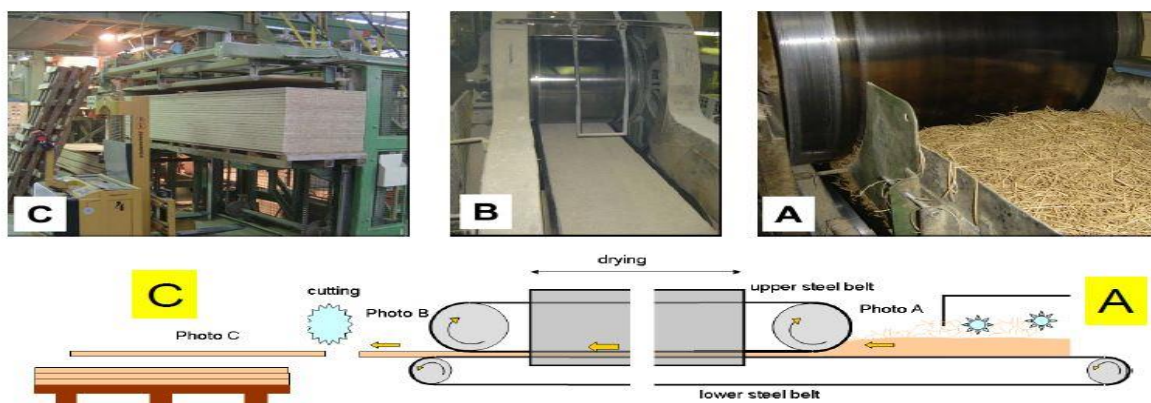 C
B
A
drying
C
cutting
upper steel belt
A
Photo B
Photo A
Photo C
lower steel belt